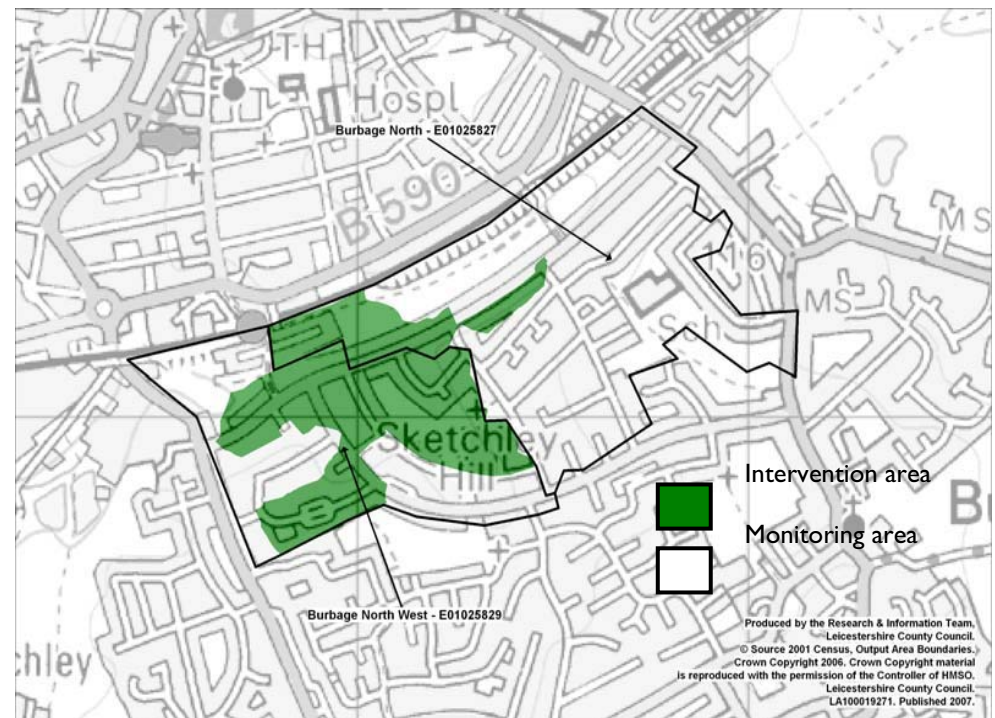 TH
Hospl
Burbage North - E01025827
B 590
MS
116
MS
Sch
Sketchley
Hill
Intervention area
Monitoring area
Bu
Burbage North West - E01025829
chley
Produced by the Research & Information Team,
Leicestershire County Council.
© Source 2001 Census, Output Area Boundaries.
Crown Copyright 2006. Crown Copyright material
is reproduced with the permission of the Controller of HMSO.
Leicestershire County Council.
LA100019271. Published 2007.